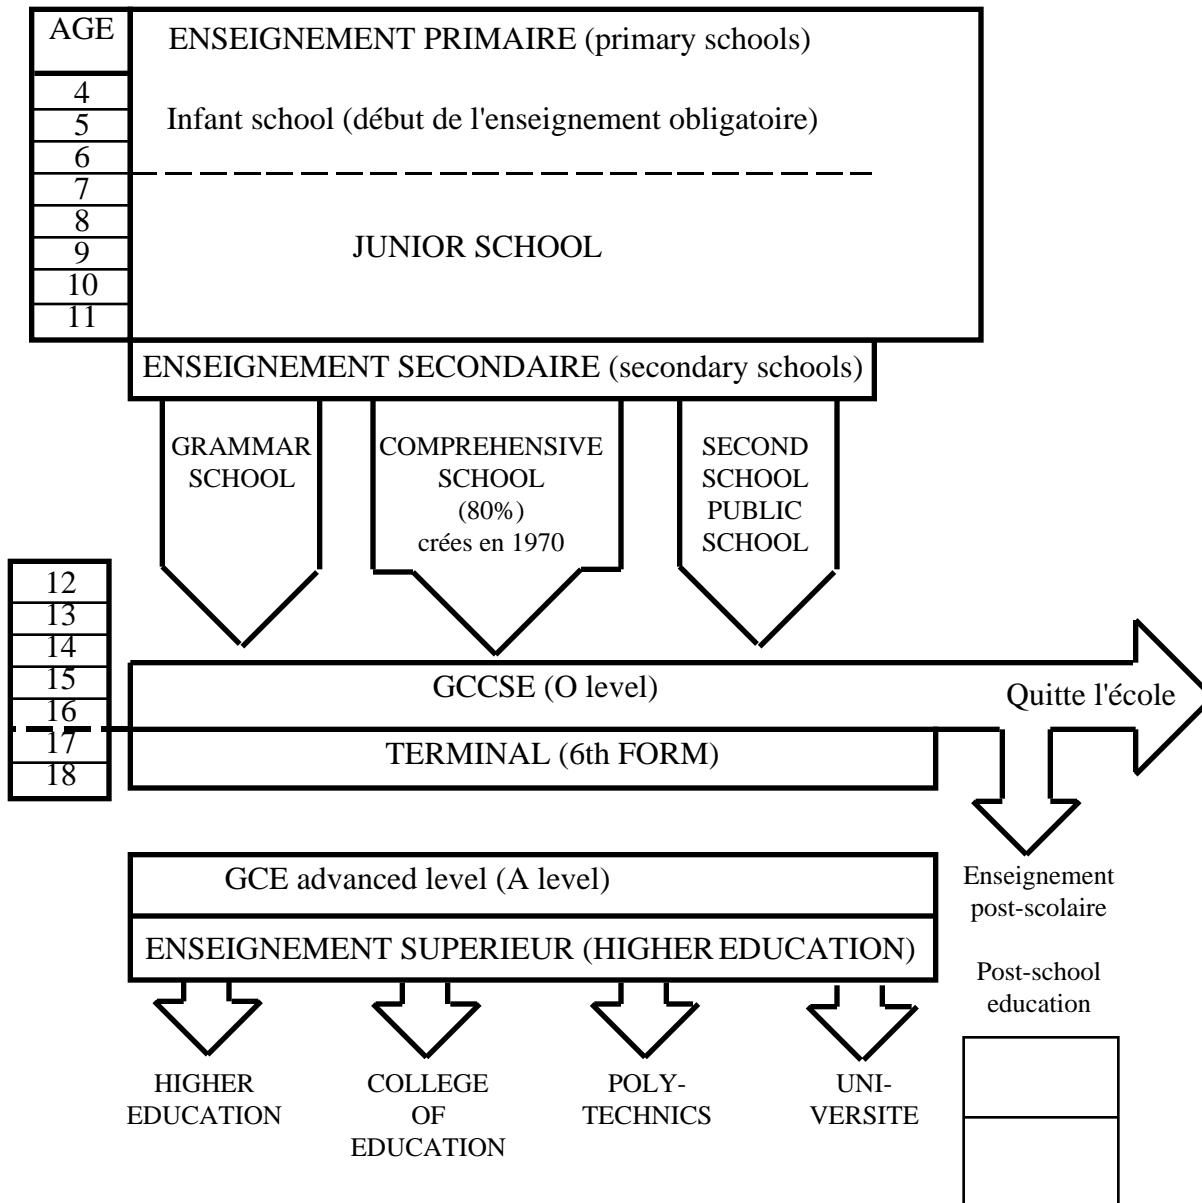 AGE
ENSEIGNEMENT PRIMAIRE (primary schools)
4
5
6
7
8
9
10
11
Infant school (début de l'enseignement obligatoire)
JUNIOR SCHOOL
ENSEIGNEMENT SECONDAIRE (secondary schools)
GRAMMAR
SCHOOL
COMPREHENSIVE
SCHOOL
(80%)
crées en 1970
SECOND
SCHOOL
PUBLIC
SCHOOL
12
13
14
15
16
17
18
GCCSE (O level)
Quitte l'école
TERMINAL (6th FORM)
GCE advanced level (A level)
ENSEIGNEMENT SUPERIEUR (HIGHER EDUCATION)
Enseignement
post-scolaire
Post-school
education
HIGHER
EDUCATION
COLLEGE
OF
EDUCATION
POLY-
TECHNICS
UNI-
VERSITE